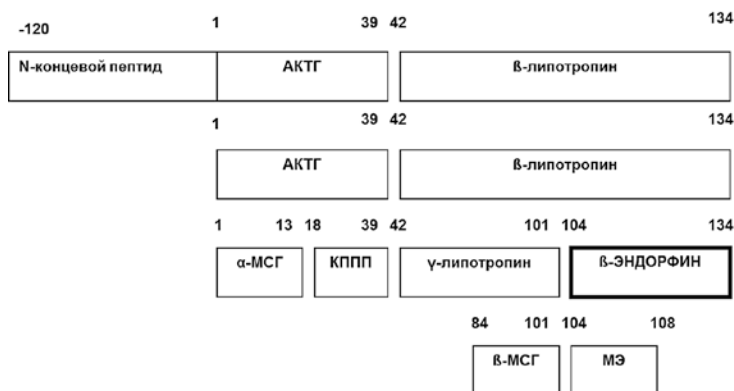 -120 1 39 42 134
N-концевой пептид АКТГ ß-липотропин
1 39 42 134
АКТГ ß-липотропин
1 13 18 39 42 101 104 134
α-МСГ КППП γ-липотропин ß-ЭНДОРФИН
84 101 104 108
ß-МСГ МЭ